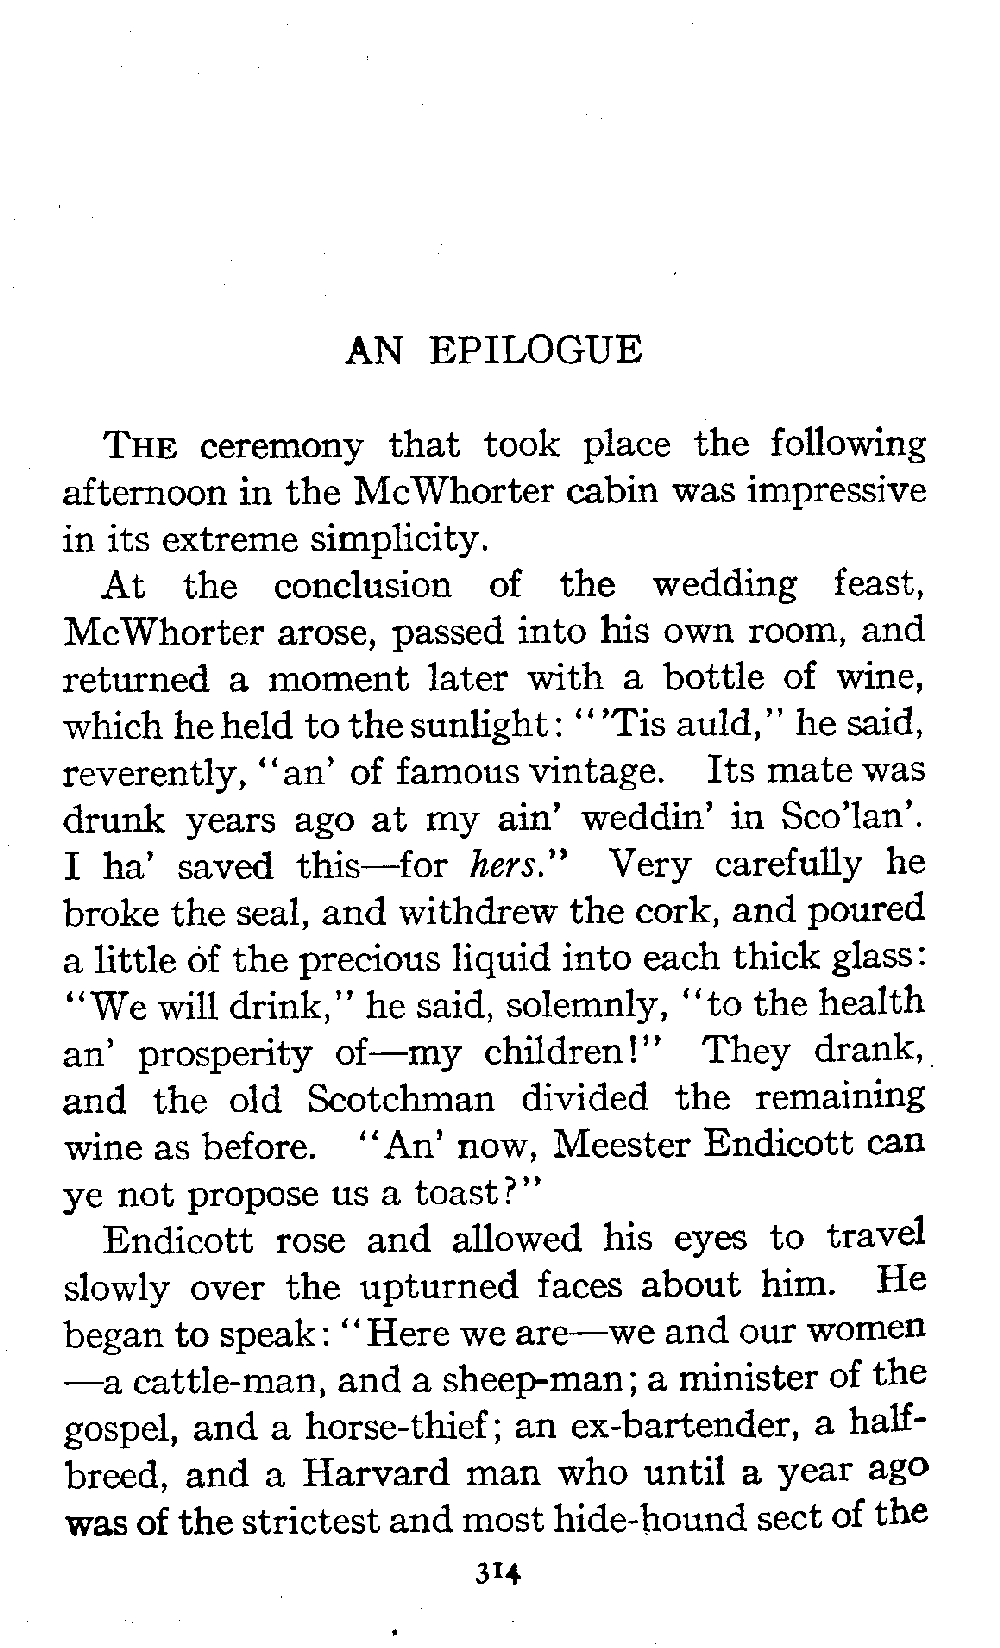 AN EPILOGUE
THE ceremony that took place the following
afternoon in the McWhorter cabin was impressive
in its extreme simplicity.
At the conclusion of the wedding feast,
McWhorter arose, passed into his own room, and
returned a moment later with a bottle of wine,
which he held to the sunlight: "'Tis auld," he said,
reverently, "an' of famous vintage. Its mate was
drunk years ago at my ain' weddin' in Sco'lan'.
I ha' saved this—for hers." Very carefully he
broke the seal, and withdrew the cork, and poured
a little of the precious liquid into each thick glass:
"We will drink," he said, solemnly, "to the health
an' prosperity of—my children!" They drank,
and the old Scotchman divided the remaining
wine as before. "An' now, Meester Endicott can
ye not propose us a toast?"
Endicott rose and allowed his eyes to travel
slowly over the upturned faces about him. He
began to speak: "Here we are—we and our women
—a cattle-man, and a sheep-man; a minister of the
gospel, and a horse-thief; an ex-bartender, a half-
breed, and a Harvard man who until a year ago
was of the strictest and most hide-hound sect of the
314